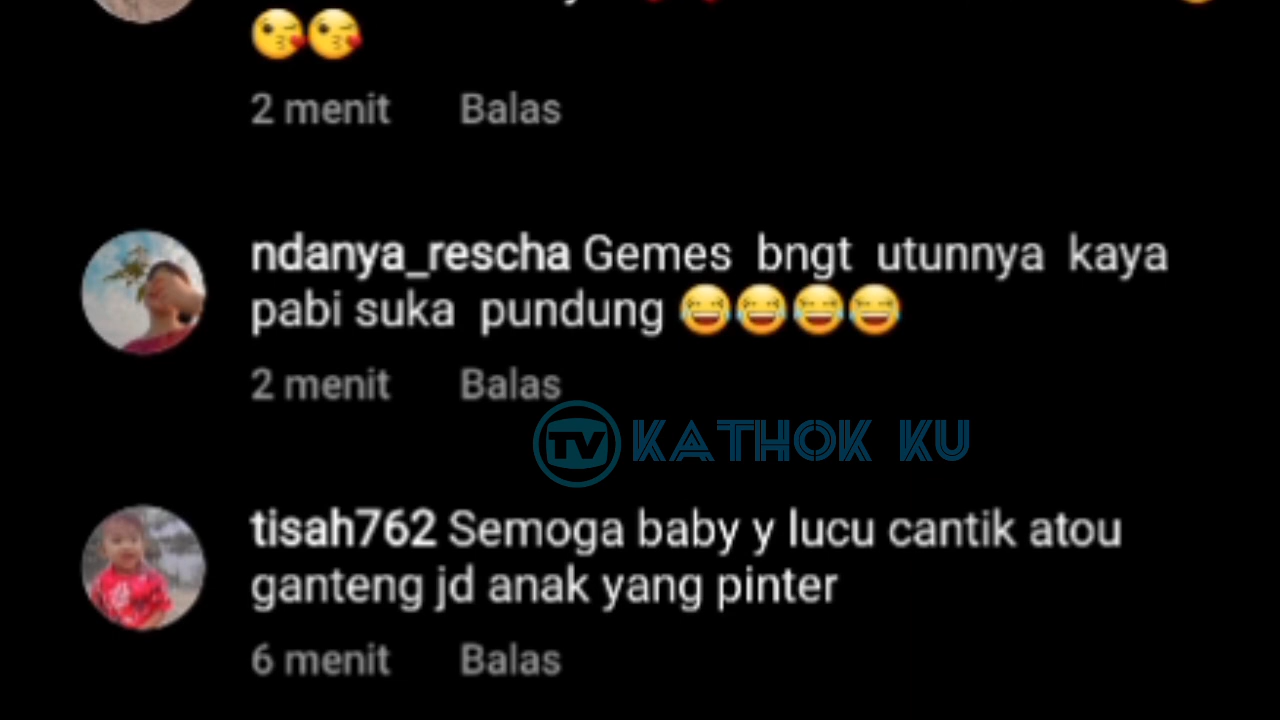 😘😘
2 menit Balas
ndanya_rescha Gemes bngt utunnya kaya
pabi suka pundung 😂😂😂😂
2 menit Balas
TV KATHOK KU
tisah762 Semoga baby y lucu cantik atou
ganteng jd anak yang pinter
6 menit Balas